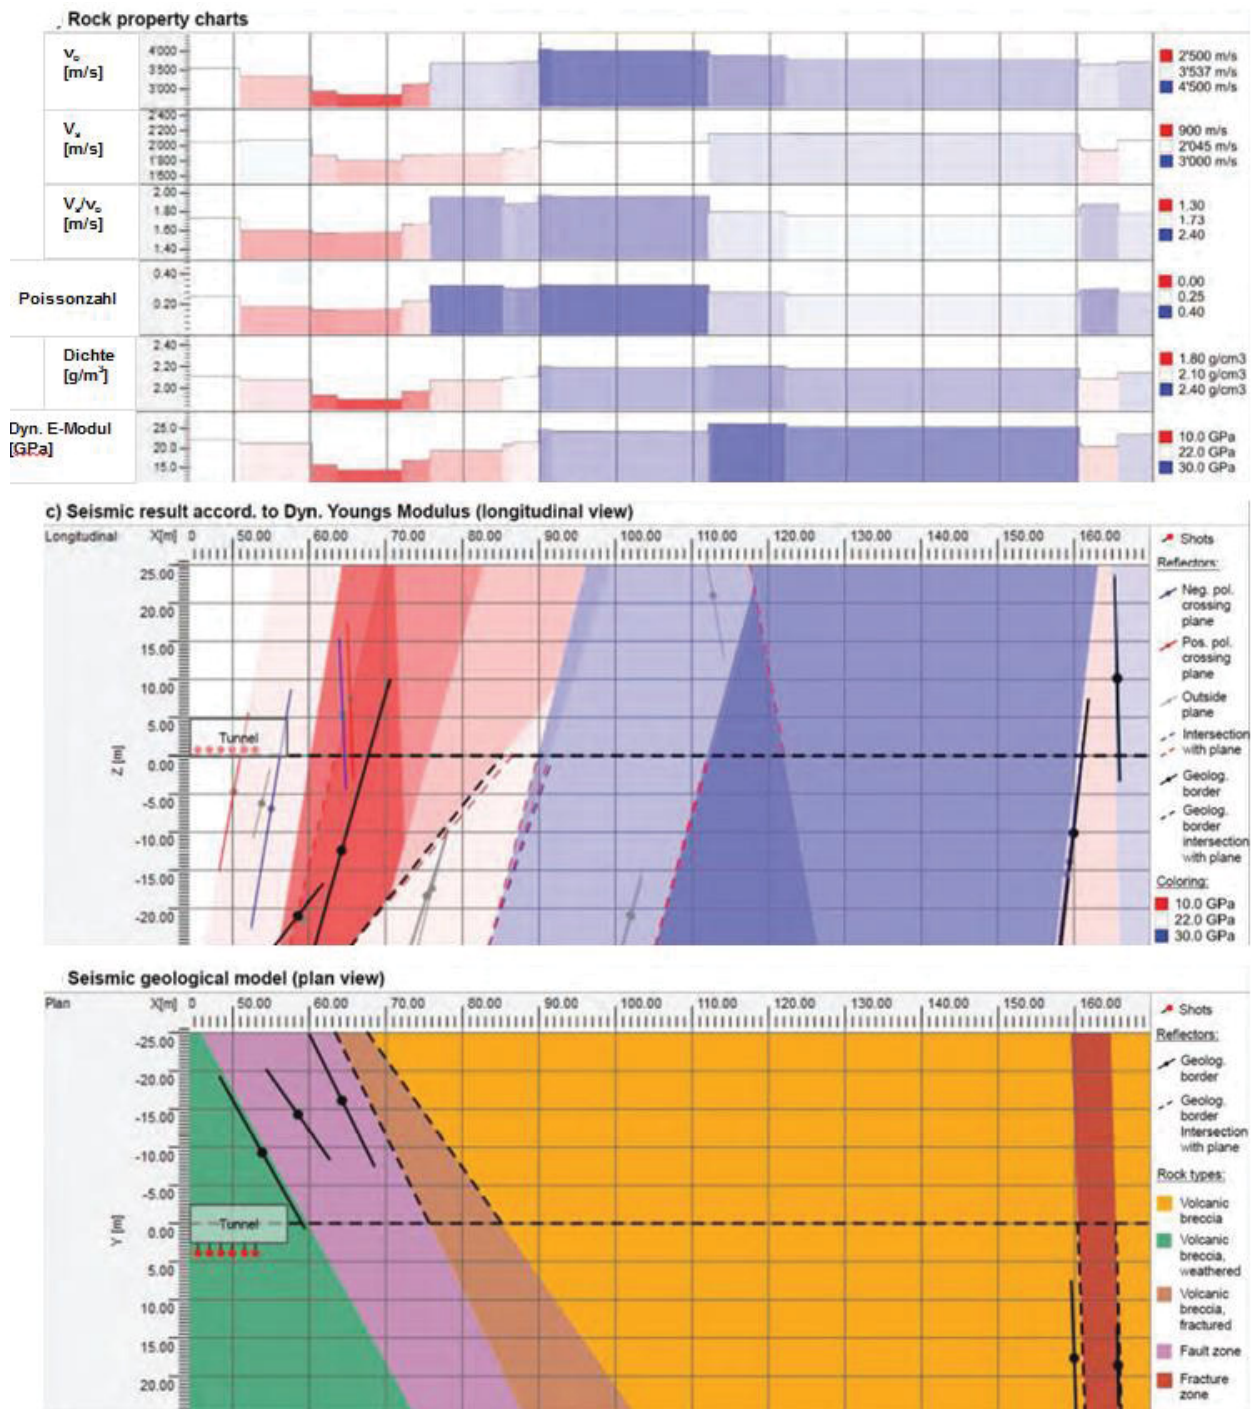 Rock property charts
vₚ
[m/s]
4'000
3'500
3'000
2'500 m/s
3'537 m/s
4'500 m/s
Vₛ
[m/s]
2'400
2'200
2'000
1'800
1'600
900 m/s
2'045 m/s
3'000 m/s
Vₛ/vₚ
[m/s]
2.00
1.80
1.60
1.40
1.30
1.73
2.40
Poissonzahl
0.40
0.20
0.00
0.25
0.40
Dichte
[g/m³]
2.40
2.20
2.00
1.80 g/cm3
2.10 g/cm3
2.40 g/cm3
Dyn. E-Modul
[GPa]
25.0
20.0
15.0
10.0 GPa
22.0 GPa
30.0 GPa
c) Seismic result accord. to Dyn. Youngs Modulus (longitudinal view)
Longitudinal X[m] 0 50.00 60.00 70.00 80.00 90.00 100.00 110.00 120.00 130.00 140.00 150.00 160.00
Z [m]
25.00
20.00
15.00
10.00
5.00
0.00
-5.00
-10.00
-15.00
-20.00
Tunnel
Shots
Reflectors:
Neg. pol.
crossing
plane
Pos. pol.
crossing
plane
Outside
plane
Intersection
with plane
Geolog.
border
Geolog.
border
intersection
with plane
Coloring:
10.0 GPa
22.0 GPa
30.0 GPa
Seismic geological model (plan view)
Plan X[m] 0 50.00 60.00 70.00 80.00 90.00 100.00 110.00 120.00 130.00 140.00 150.00 160.00
Y [m]
-25.00
-20.00
-15.00
-10.00
-5.00
0.00
5.00
10.00
15.00
20.00
Tunnel
Shots
Reflectors:
Geolog.
border
Geolog.
border
Intersection
with plane
Rock types:
Volcanic
breccia
Volcanic
breccia,
weathered
Volcanic
breccia,
fractured
Fault zone
Fracture
zone